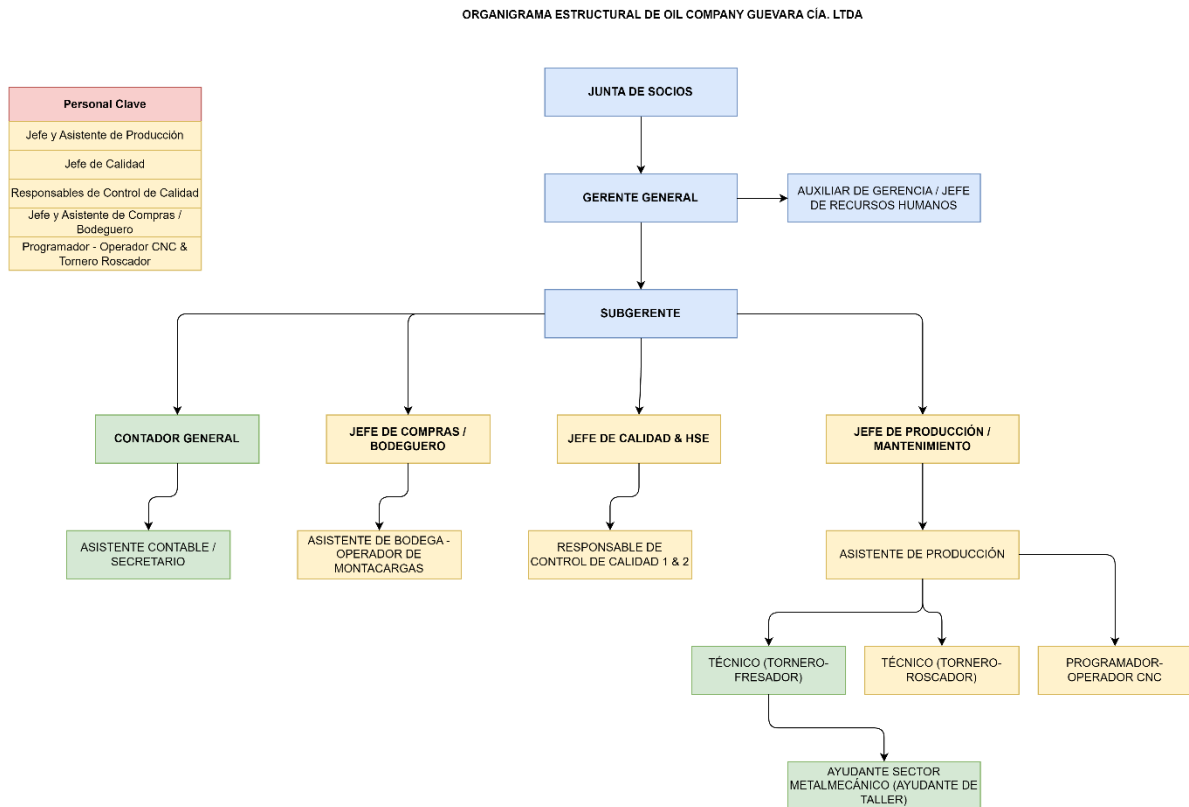 ORGANIGRAMA ESTRUCTURAL DE OIL COMPANY GUEVARA CÍA. LTDA
Personal Clave
Jefe y Asistente de Producción
Jefe de Calidad
Responsables de Control de Calidad
Jefe y Asistente de Compras /
Bodeguero
Programador - Operador CNC &
Tornero Roscador
JUNTA DE SOCIOS
GERENTE GENERAL
AUXILIAR DE GERENCIA / JEFE
DE RECURSOS HUMANOS
SUBGERENTE
CONTADOR GENERAL
JEFE DE COMPRAS /
BODEGUERO
JEFE DE CALIDAD & HSE
JEFE DE PRODUCCIÓN /
MANTENIMIENTO
ASISTENTE CONTABLE /
SECRETARIO
ASISTENTE DE BODEGA -
OPERADOR DE
MONTACARGAS
RESPONSABLE DE
CONTROL DE CALIDAD 1 & 2
ASISTENTE DE PRODUCCIÓN
TÉCNICO (TORNERO-
FRESADOR)
TÉCNICO (TORNERO-
ROSCADOR)
PROGRAMADOR-
OPERADOR CNC
AYUDANTE SECTOR
METALMECÁNICO (AYUDANTE DE
TALLER)